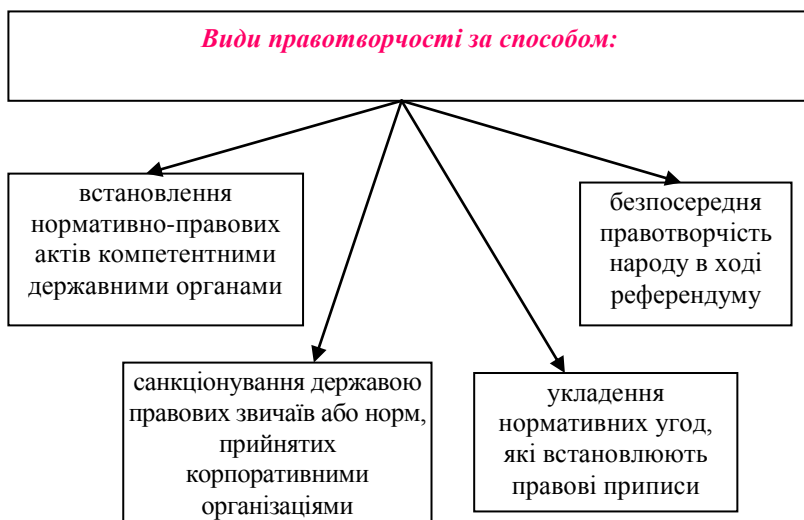 Види правотворчості за способом:
встановлення
нормативно-правових
актів компетентними
державними органами
безпосередня
правотворчість
народу в ході
референдуму
санкціонування державою
правових звичаїв або норм,
прийнятих
корпоративними
організаціями
укладення
нормативних угод,
які встановлюють
правові приписи